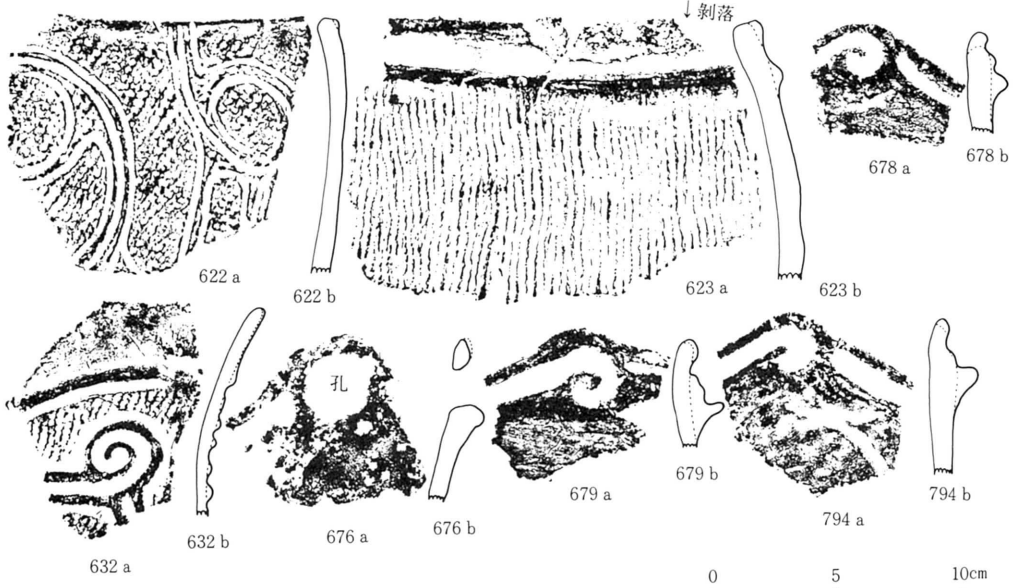 ↓ 剝落
678 a
678 b
622 a
622 b
623 a
623 b
孔
632 a
632 b
676 a
676 b
679 a
679 b
794 a
794 b
0 5 10cm